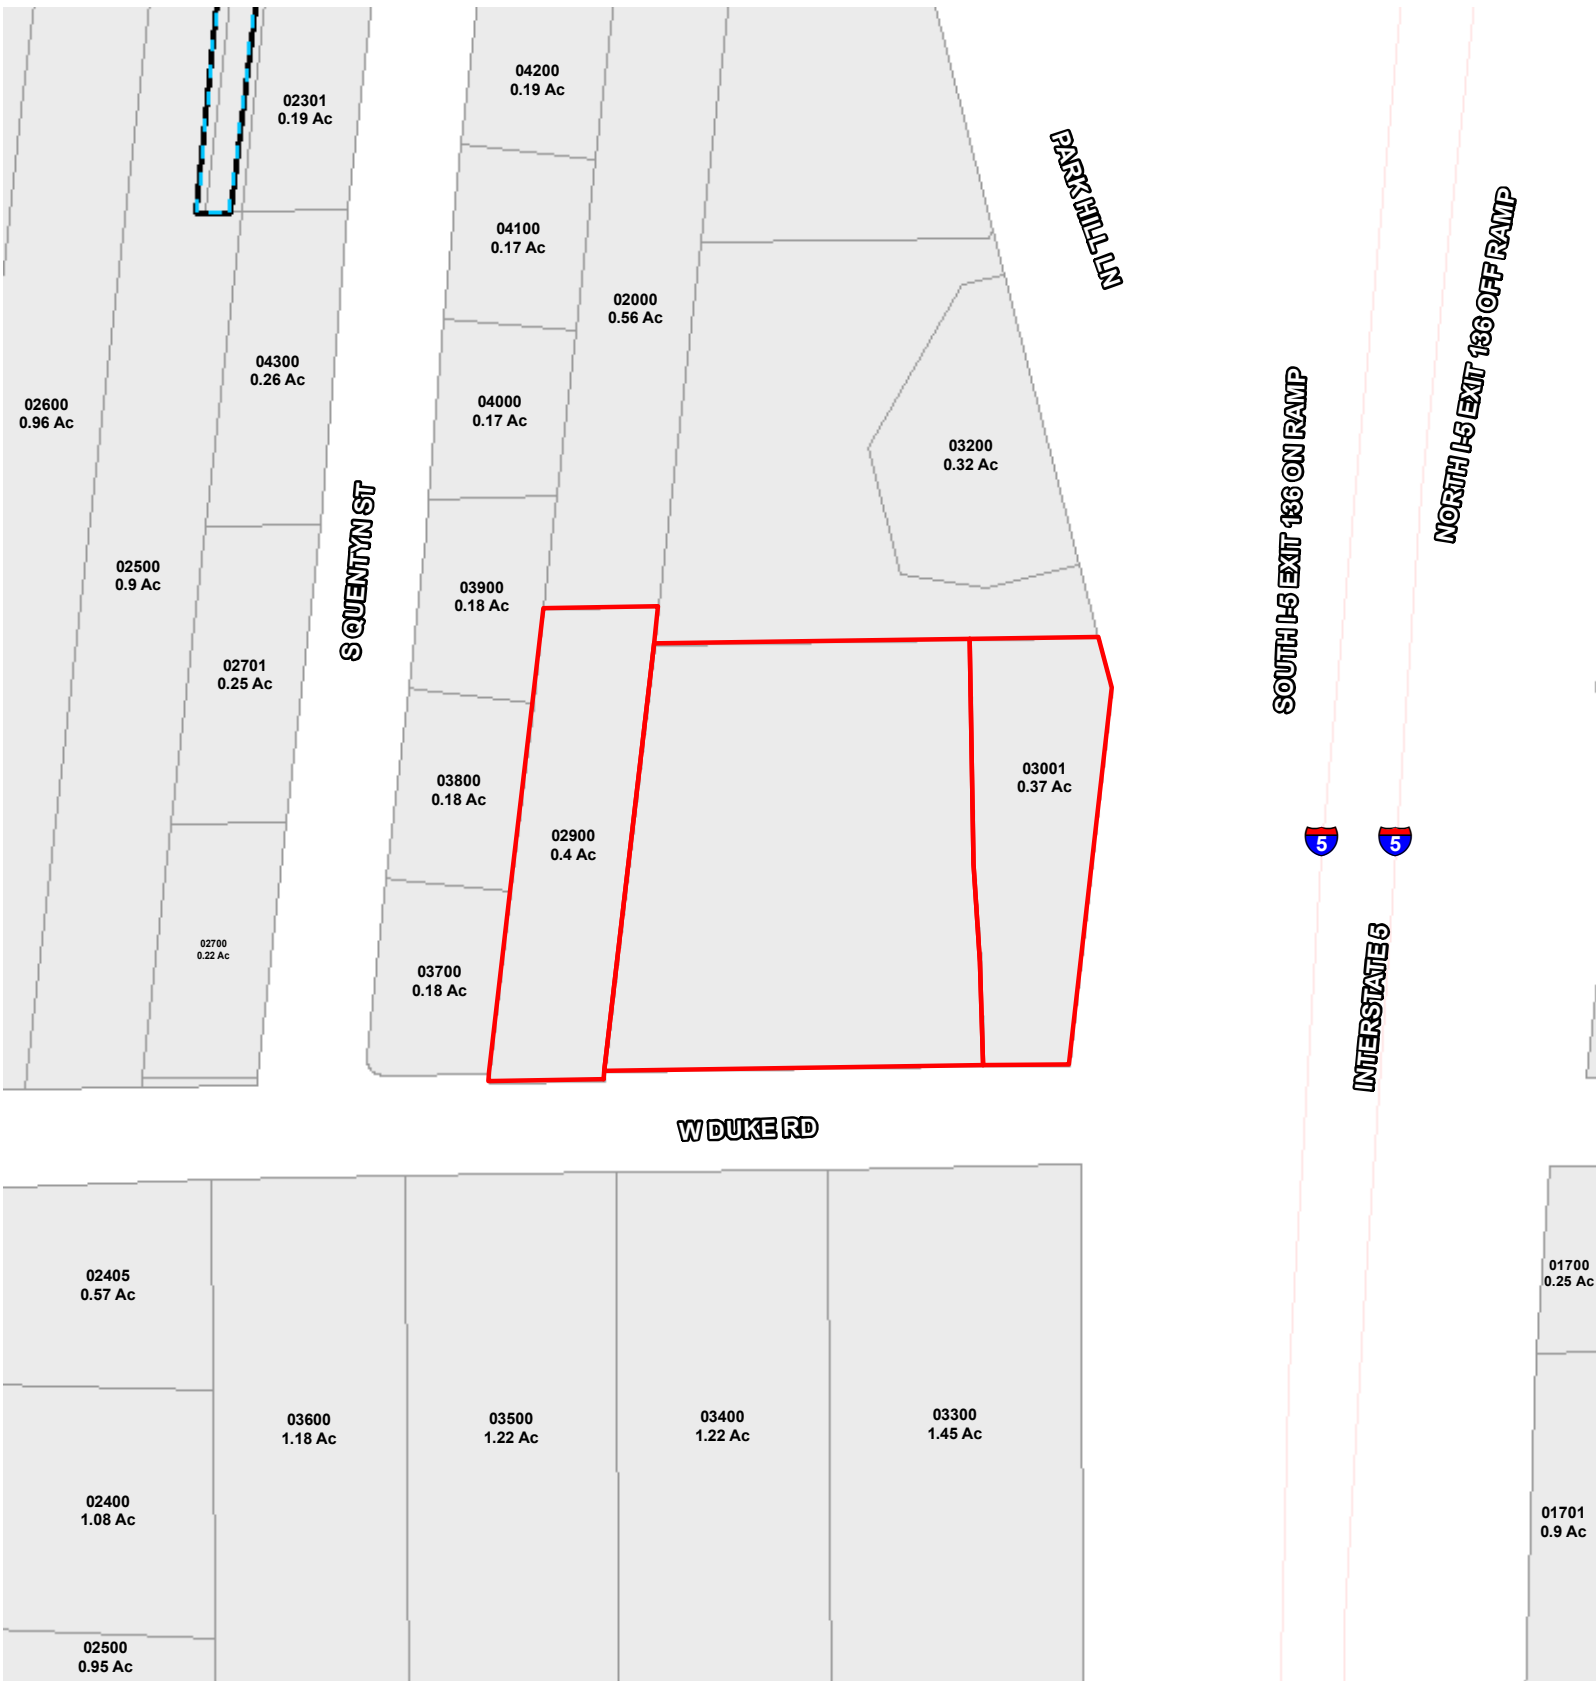 04200
0.19 Ac
02301
0.19 Ac
PARK HILL LN
04100
0.17 Ac
NORTH I-5 EXIT 136 OFF RAMP
02000
0.56 Ac
04300
0.26 Ac
02600
0.96 Ac
04000
0.17 Ac
03200
0.32 Ac
SOUTH I-5 EXIT 136 ON RAMP
S QUENTYN ST
02500
0.9 Ac
03900
0.18 Ac
02701
0.25 Ac
03001
0.37 Ac
03800
0.18 Ac
02900
0.4 Ac
5
5
02700
0.22 Ac
03700
0.18 Ac
INTERSTATE 5
W DUKE RD
02405
0.57 Ac
01700
0.25 Ac
03600
1.18 Ac
03500
1.22 Ac
03400
1.22 Ac
03300
1.45 Ac
02400
1.08 Ac
01701
0.9 Ac
02500
0.95 Ac